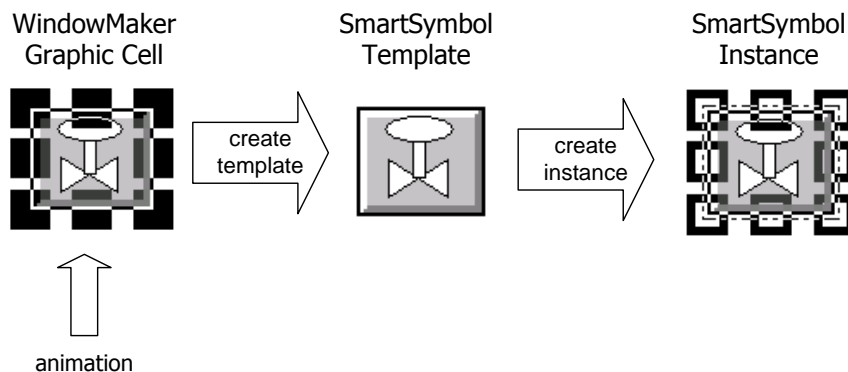 WindowMaker
Graphic Cell
SmartSymbol
Template
SmartSymbol
Instance
create
template
create
instance
animation